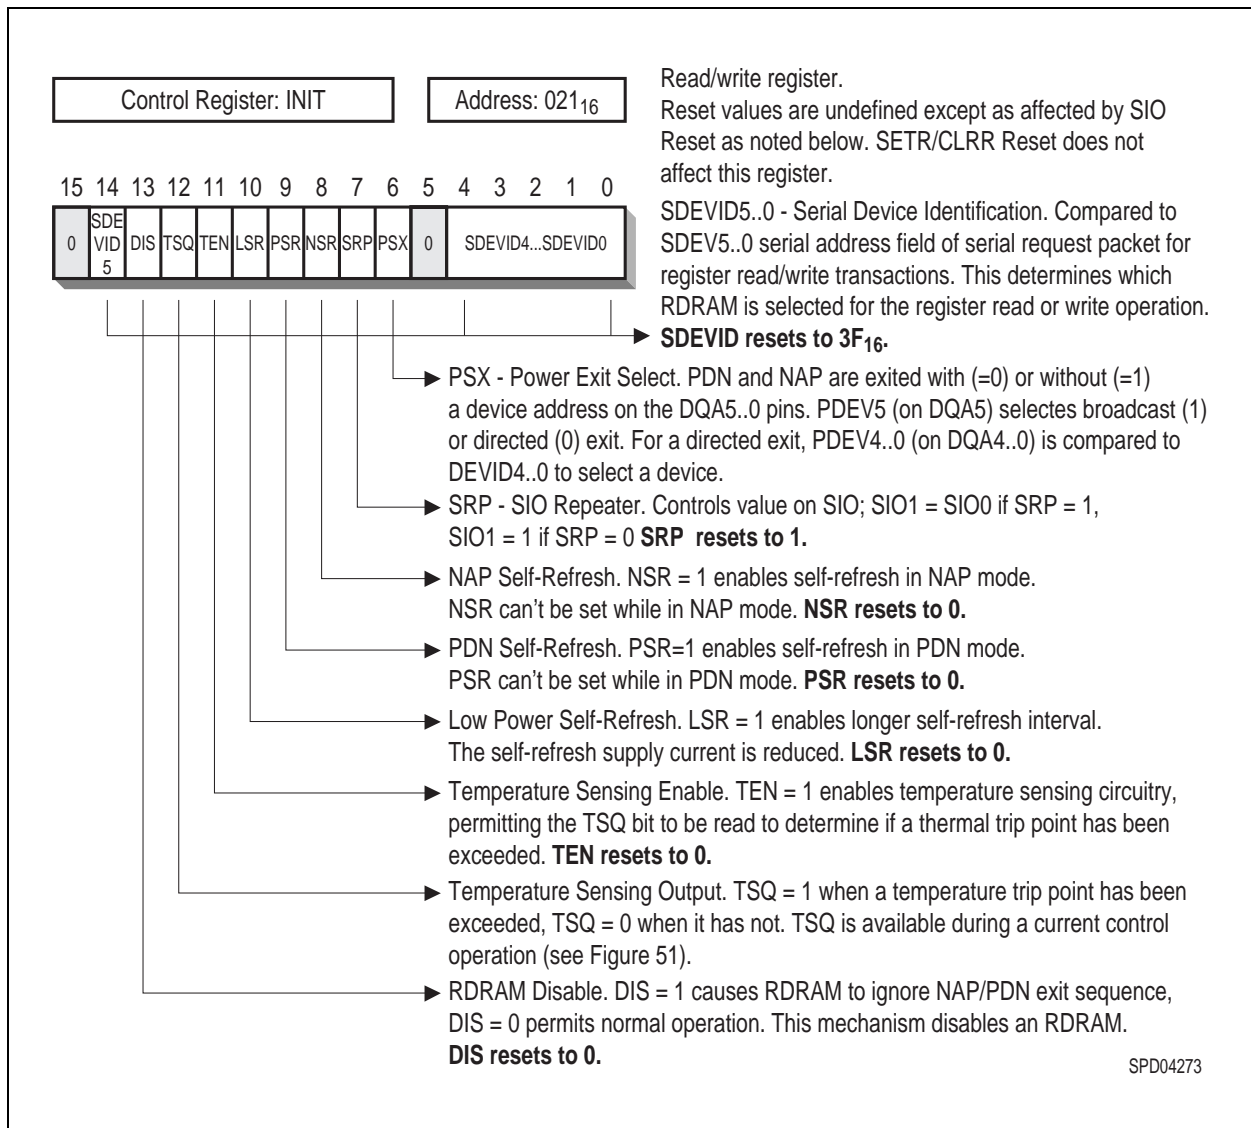 Control Register: INIT
Address: 021₁₆
Read/write register.
Reset values are undefined except as affected by SIO
Reset as noted below. SETR/CLRR Reset does not
affect this register.
15 14 13 12 11 10 9 8 7 6 5 4 3 2 1 0
0 SDE VID 5 DIS TSQ TEN LSR PSR NSR SRP PSX 0 SDEVID4...SDEVID0
SDEVID5..0 - Serial Device Identification. Compared to
SDEV5..0 serial address field of serial request packet for
register read/write transactions. This determines which
RDRAM is selected for the register read or write operation.
SDEVID resets to 3F₁₆.
PSX - Power Exit Select. PDN and NAP are exited with (=0) or without (=1)
a device address on the DQA5..0 pins. PDEV5 (on DQA5) selectes broadcast (1)
or directed (0) exit. For a directed exit, PDEV4..0 (on DQA4..0) is compared to
DEVID4..0 to select a device.
SRP - SIO Repeater. Controls value on SIO; SIO1 = SIO0 if SRP = 1,
SIO1 = 1 if SRP = 0 SRP resets to 1.
NAP Self-Refresh. NSR = 1 enables self-refresh in NAP mode.
NSR can't be set while in NAP mode. NSR resets to 0.
PDN Self-Refresh. PSR=1 enables self-refresh in PDN mode.
PSR can't be set while in PDN mode. PSR resets to 0.
Low Power Self-Refresh. LSR = 1 enables longer self-refresh interval.
The self-refresh supply current is reduced. LSR resets to 0.
Temperature Sensing Enable. TEN = 1 enables temperature sensing circuitry,
permitting the TSQ bit to be read to determine if a thermal trip point has been
exceeded. TEN resets to 0.
Temperature Sensing Output. TSQ = 1 when a temperature trip point has been
exceeded, TSQ = 0 when it has not. TSQ is available during a current control
operation (see Figure 51).
RDRAM Disable. DIS = 1 causes RDRAM to ignore NAP/PDN exit sequence,
DIS = 0 permits normal operation. This mechanism disables an RDRAM.
DIS resets to 0.
SPD04273